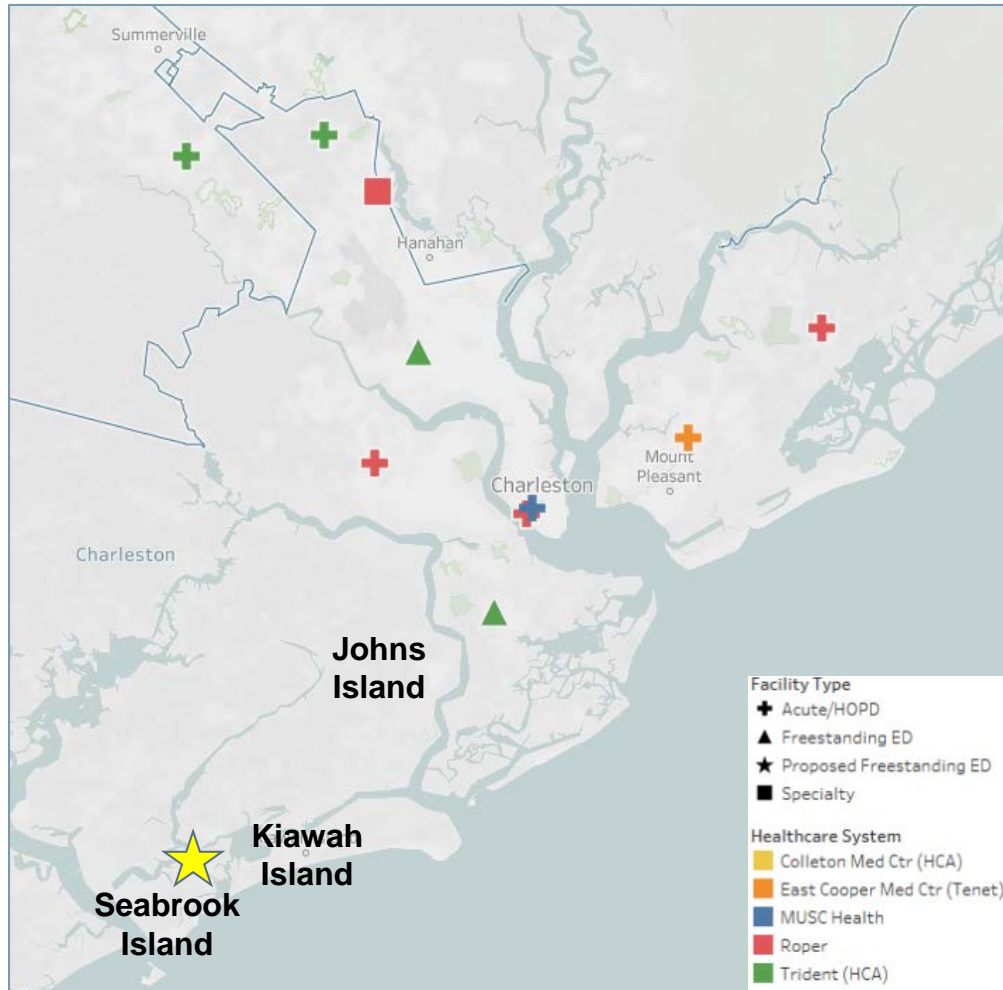 Summerville
Hanahan
Mount
Pleasant
Charleston
Charleston
Johns
Island
Kiawah
Island
Seabrook
Island
Facility Type
Acute/HOPD
Freestanding ED
Proposed Freestanding ED
Specialty
Healthcare System
Colleton Med Ctr (HCA)
East Cooper Med Ctr (Tenet)
MUSC Health
Roper
Trident (HCA)